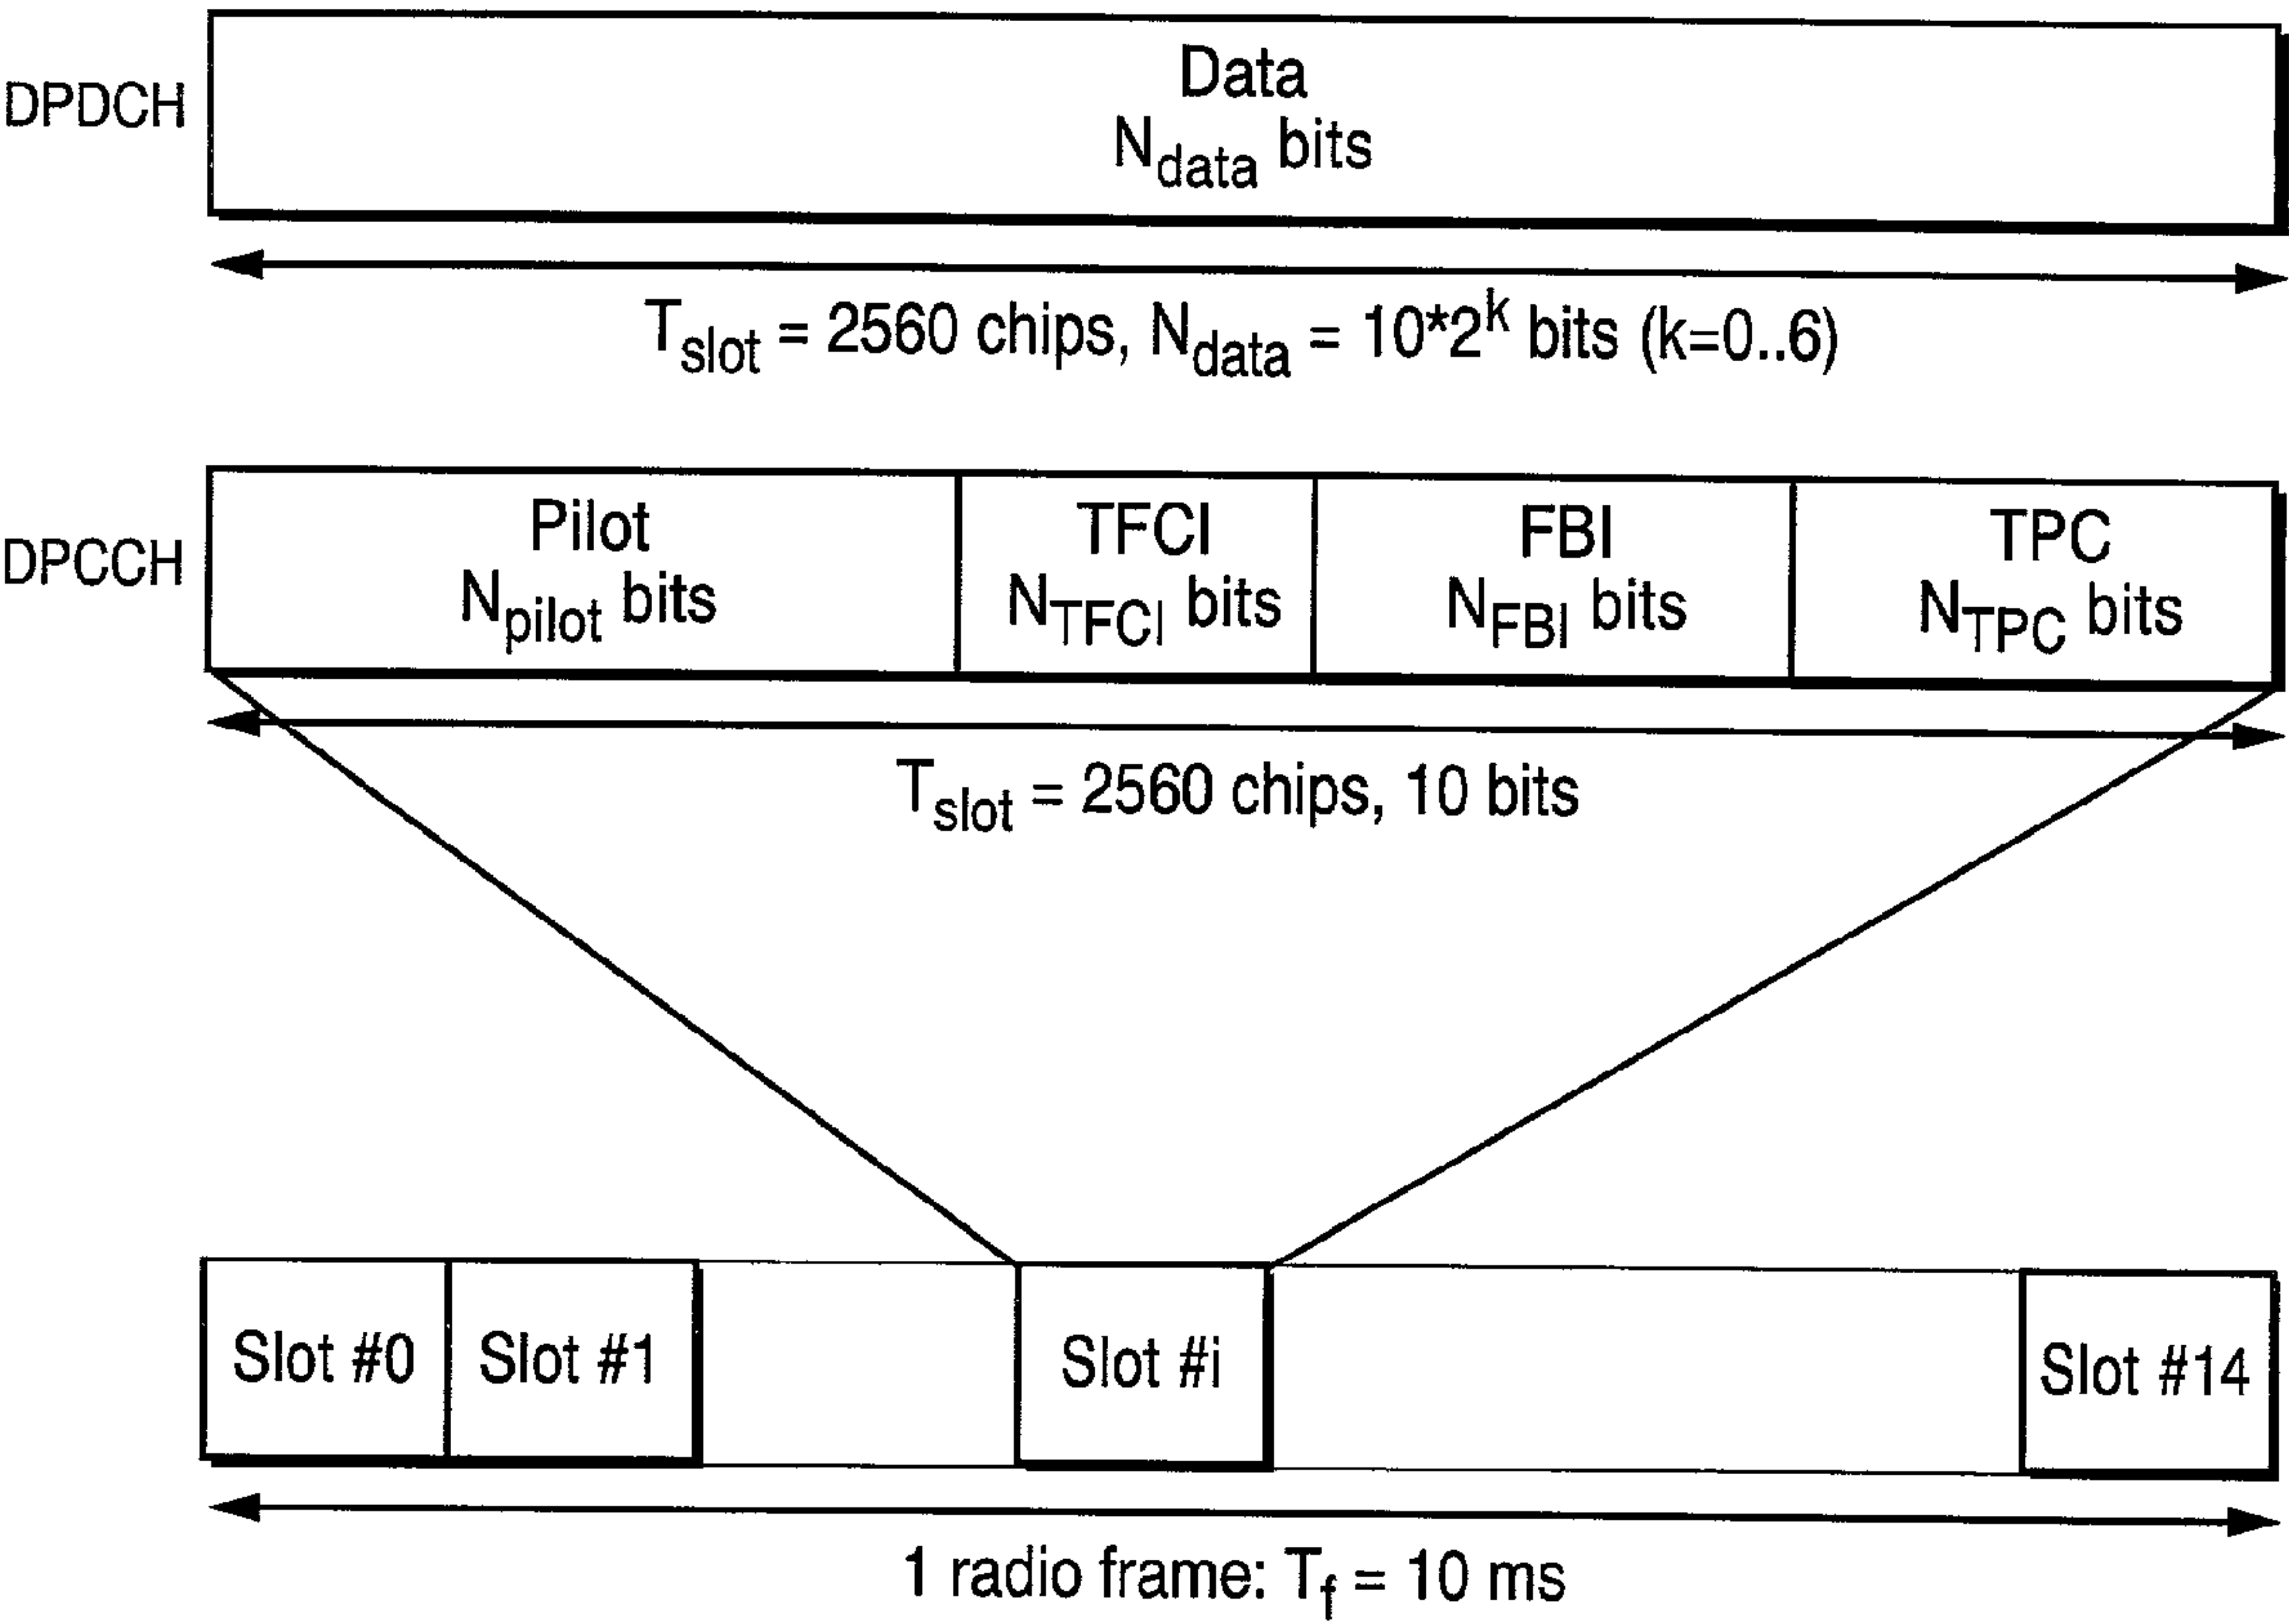 DPDCH
Data
N_data bits
T_slot = 2560 chips, N_data = 10*2^k bits (k=0..6)
DPCCH
Pilot
N_pilot bits
TFCI
N_TFCI bits
FBI
N_FBI bits
TPC
N_TPC bits
T_slot = 2560 chips, 10 bits
Slot #0
Slot #1
Slot #i
Slot #14
1 radio frame: T_f = 10 ms